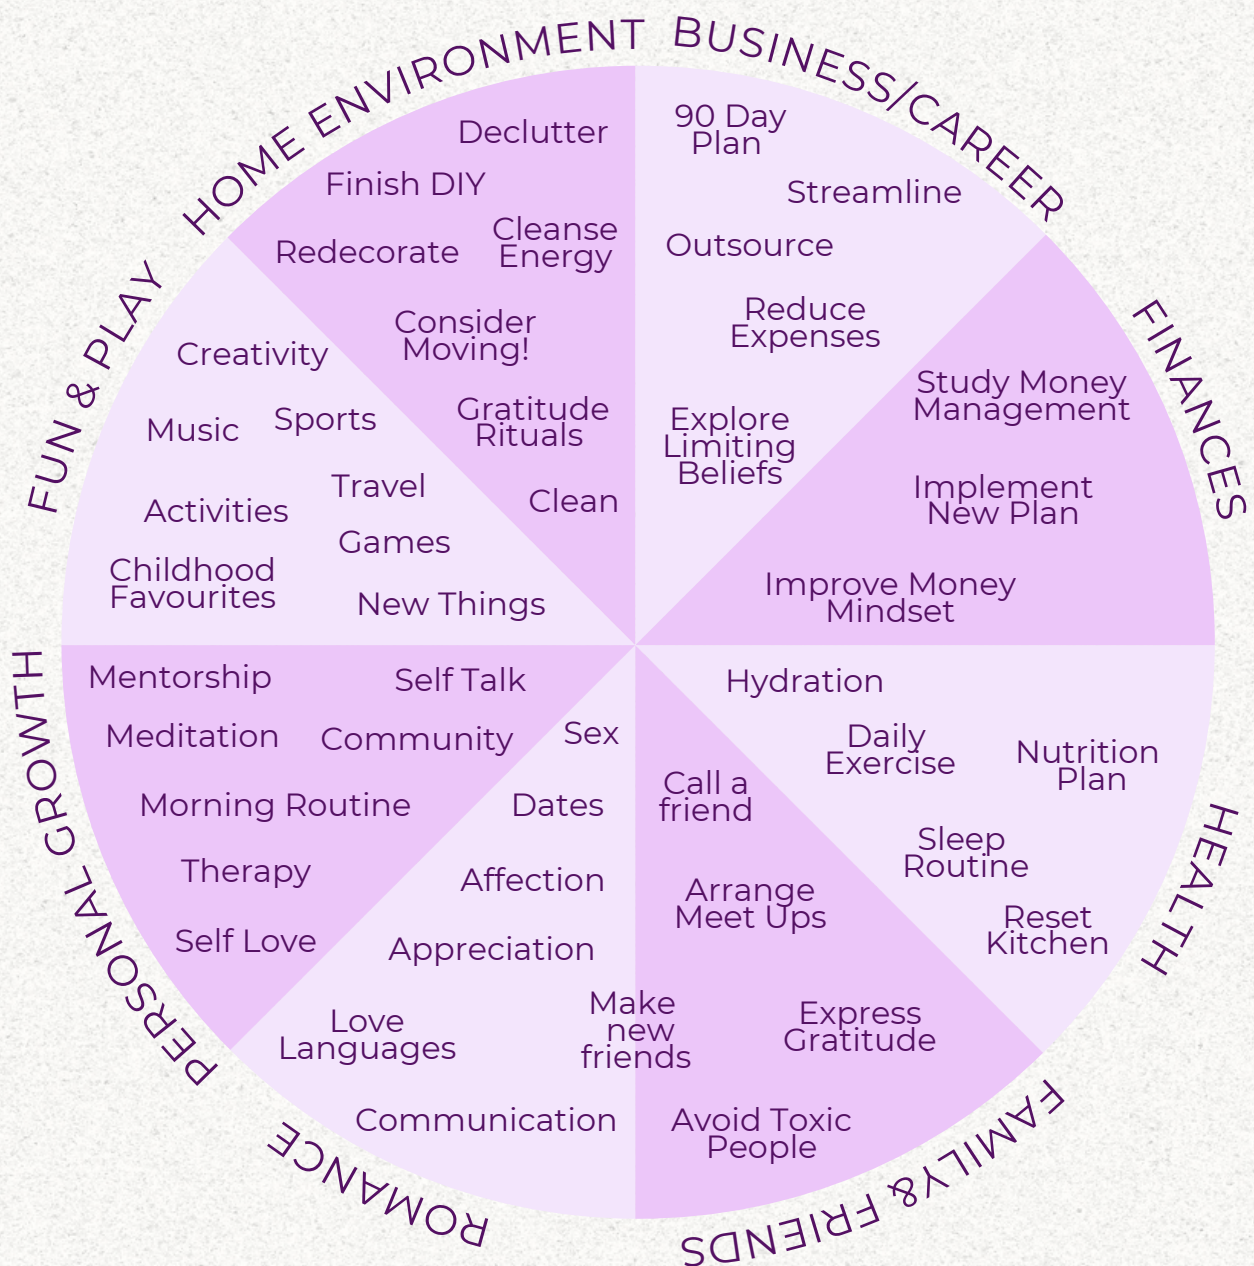 HOME ENVIRONMENT
Declutter
Finish DIY
Cleanse
Energy
Redecorate
Consider
Moving!
Gratitude
Rituals
Clean
BUSINESS/CAREER
90 Day
Plan
Streamline
Outsource
Reduce
Expenses
Explore
Limiting
Beliefs
FINANCES
Study Money
Management
Implement
New Plan
Improve Money
Mindset
HEALTH
Hydration
Daily
Exercise
Nutrition
Plan
Sleep
Routine
Reset
Kitchen
FAMILY& FRIENDS
Call a
friend
Arrange
Meet Ups
Make
new
friends
Express
Gratitude
Avoid Toxic
People
ROMANCE
Sex
Dates
Affection
Appreciation
Love
Languages
Communication
PERSONAL GROWTH
Mentorship
Self Talk
Meditation
Community
Morning Routine
Therapy
Self Love
FUN & PLAY
Creativity
Music
Sports
Travel
Activities
Games
Childhood
Favourites
New Things